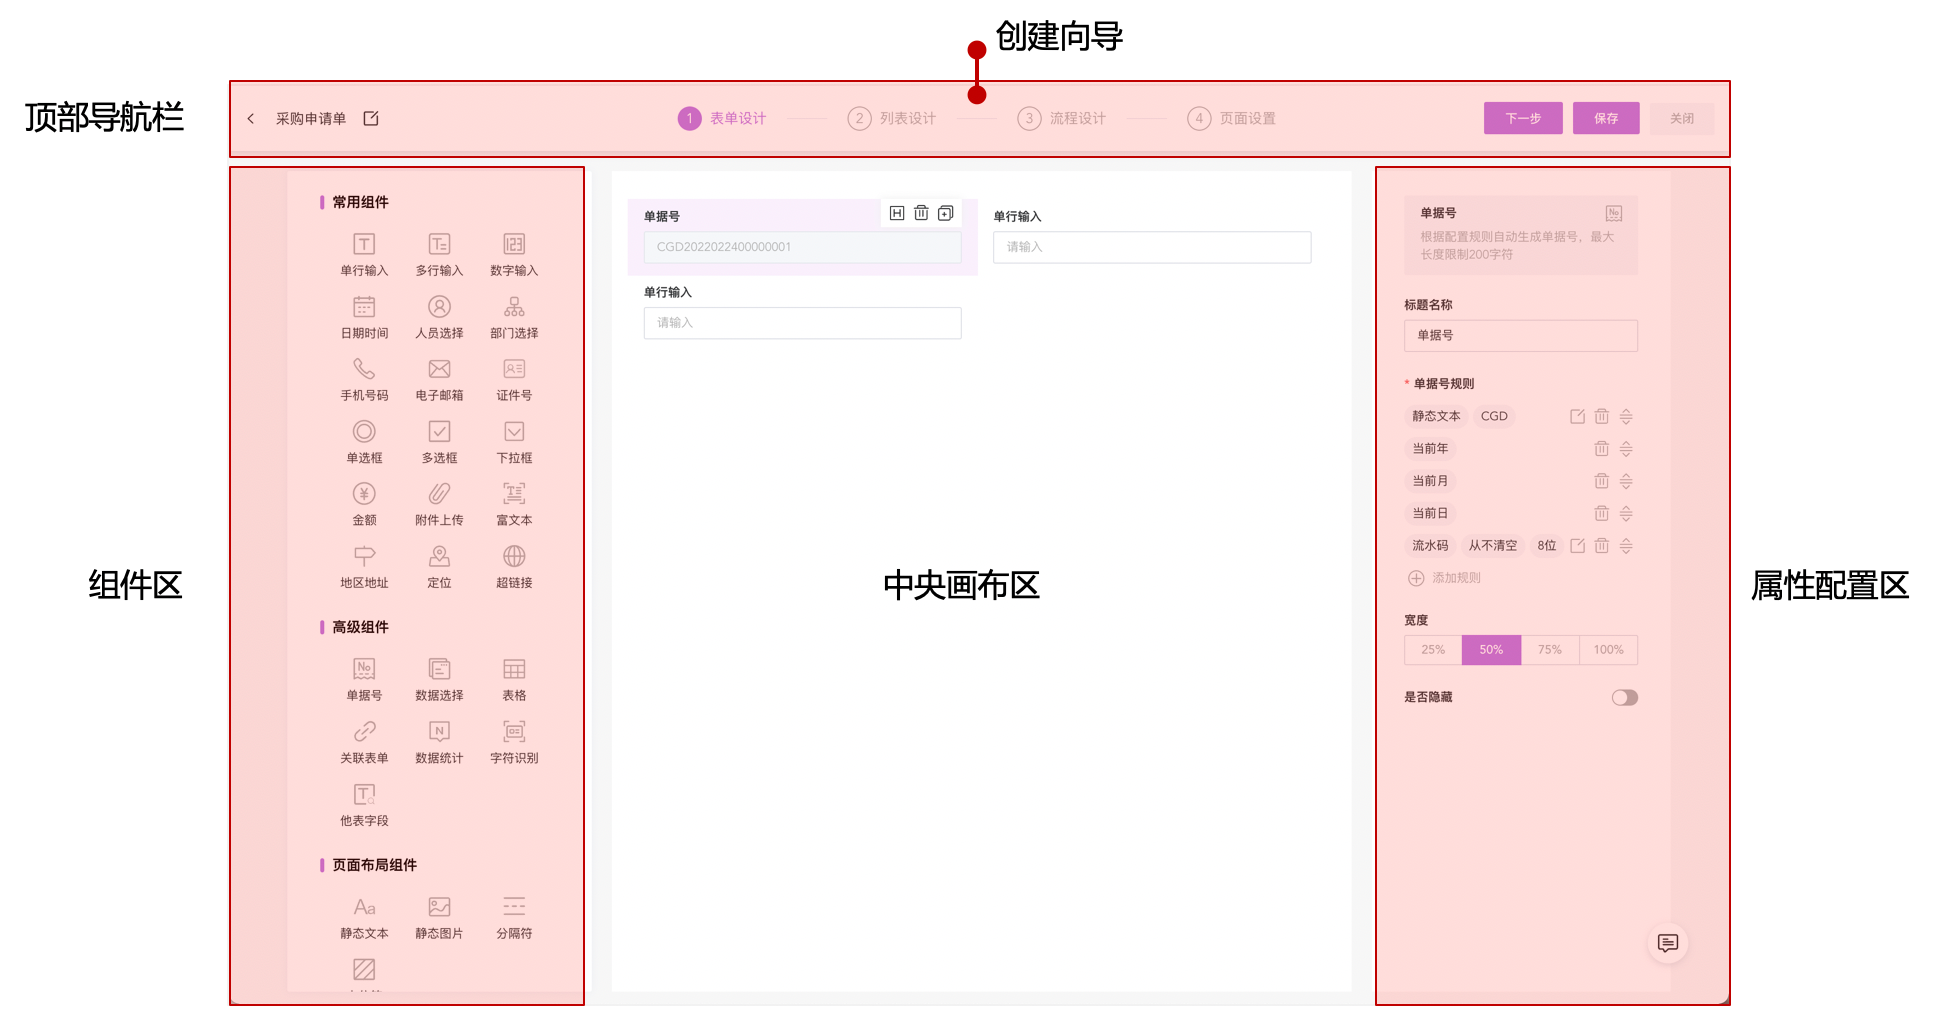 创建向导
顶部导航栏
采购申请单
1 表单设计
2 列表设计
3 流程设计
4 页面设置
下一步
保存
关闭
组件区
常用组件
单行输入 多行输入 数字输入
日期时间 人员选择 部门选择
手机号码 电子邮箱 证件号
单选框 多选框 下拉框
金额 附件上传 富文本
地区地址 定位 超链接
高级组件
单据号 数据选择 表格
关联表单 数据统计 字符识别
他表字段
页面布局组件
静态文本 静态图片 分隔符
中央画布区
单据号
CGD2022022400000001
单行输入
请输入
单行输入
请输入
属性配置区
单据号
根据配置规则自动生成单据号，最大
长度限制200字符
标题名称
单据号
* 单据号规则
静态文本 CGD
当前年
当前月
当前日
流水码 从不清空 8位
添加规则
宽度
25% 50% 75% 100%
是否隐藏